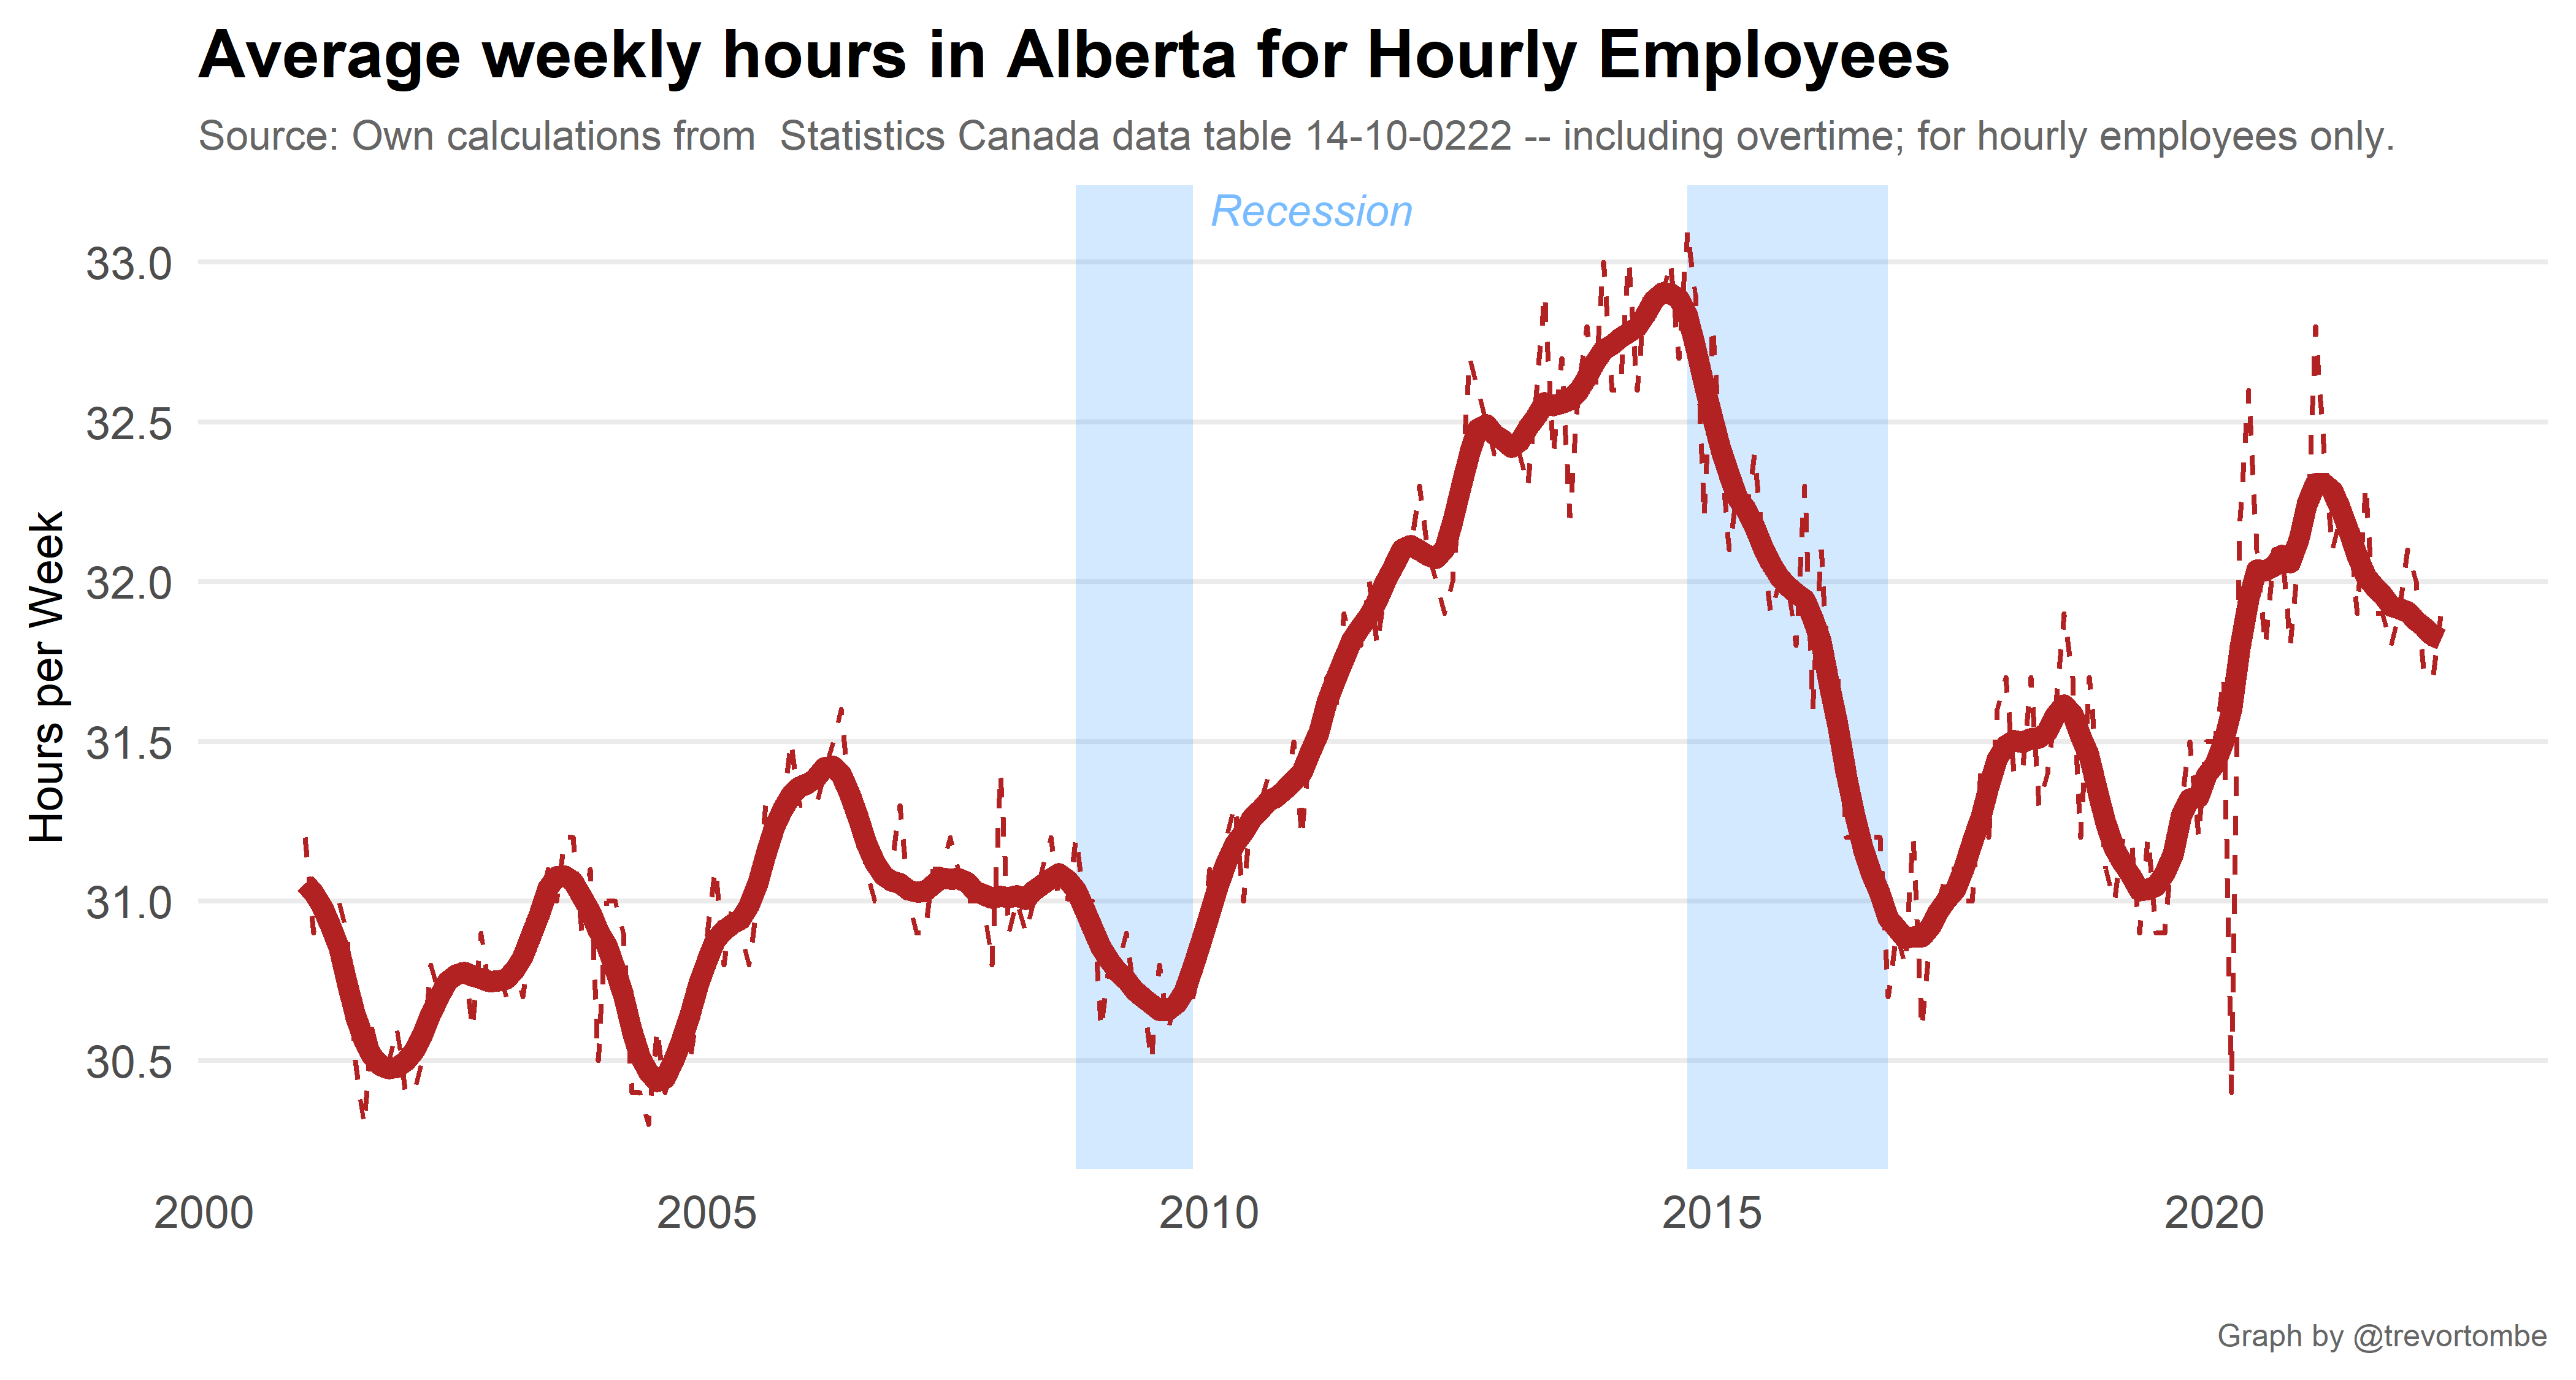 Average weekly hours in Alberta for Hourly Employees
Source: Own calculations from  Statistics Canada data table 14-10-0222 -- including overtime; for hourly employees only.
Recession
33.0
32.5
32.0
31.5
31.0
30.5
Hours per Week
2000 2005 2010 2015 2020
Graph by @trevortombe